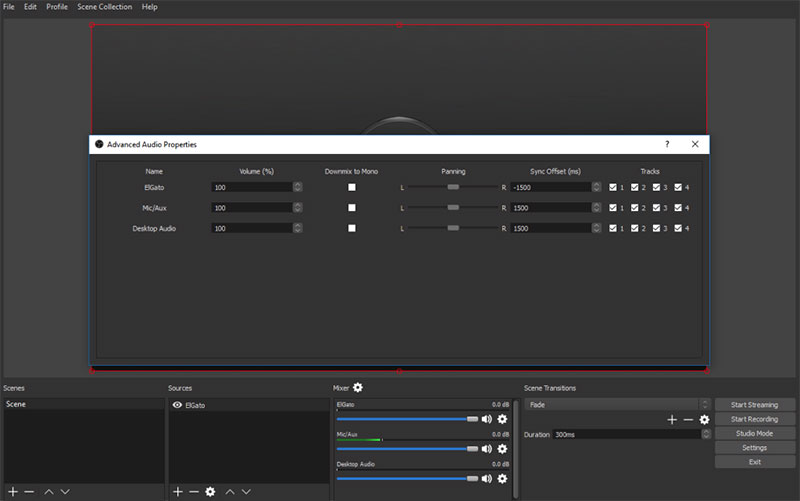 File Edit Profile Scene Collection Help
Advanced Audio Properties ?
Name Volume (%) Downmix to Mono Panning Sync Offset (ms) Tracks
ElGato 100 L R -1500 1 2 3 4
Mic/Aux 100 L R 1500 1 2 3 4
Desktop Audio 100 L R 1500 1 2 3 4
Scenes
Scene
Sources
ElGato
Mixer
ElGato 0.0 dB
Mic/Aux 0.0 dB
Desktop Audio 0.0 dB
Scene Transitions
Fade
Duration 300ms
Start Streaming
Start Recording
Studio Mode
Settings
Exit